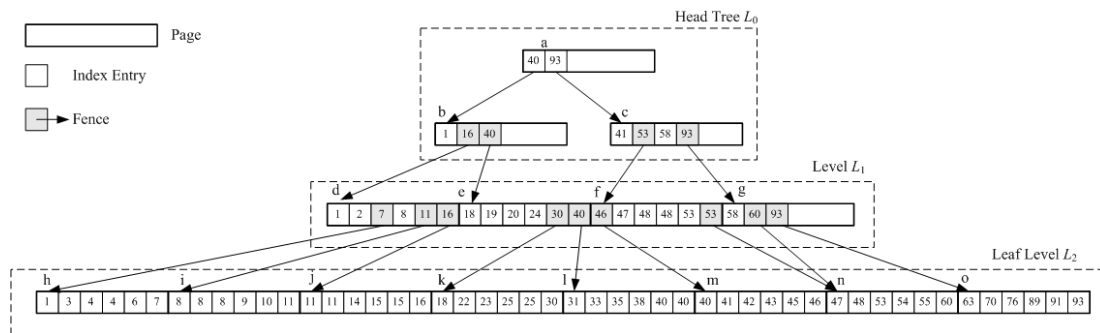 Head Tree L0
Page
Index Entry
Fence
a
40 93
b
1 16 40
c
41 53 58 93
Level L1
d e f g
1 2 7 8 11 16 18 19 20 24 30 40 46 47 48 48 53 53 58 60 93
Leaf Level L2
h i j k l m n o
1 3 4 4 6 7 8 8 8 9 10 11 11 11 14 15 15 16 18 22 23 25 25 30 31 33 35 38 40 40 40 41 42 43 45 46 47 48 53 54 55 60 63 70 76 89 91 93